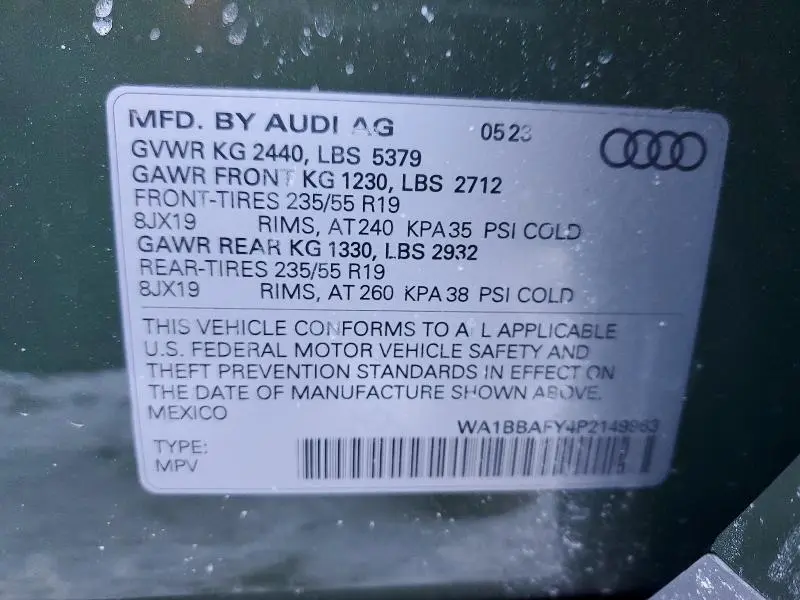 MFD. BY AUDI AG 05 23
GVWR KG 2440, LBS 5379
GAWR FRONT KG 1230, LBS 2712
FRONT-TIRES 235/55 R19
8JX19 RIMS, AT 240 KPA 35 PSI COLD
GAWR REAR KG 1330, LBS 2932
REAR-TIRES 235/55 R19
8JX19 RIMS, AT 260 KPA 38 PSI COLD
THIS VEHICLE CONFORMS TO A L APPLICABLE
U.S. FEDERAL MOTOR VEHICLE SAFETY AND
THEFT PREVENTION STANDARDS IN EFFECT ON
THE DATE OF MANUFACTURE SHOWN ABOVE.
MEXICO
WA1BBAFY4P2149963
TYPE:
MPV